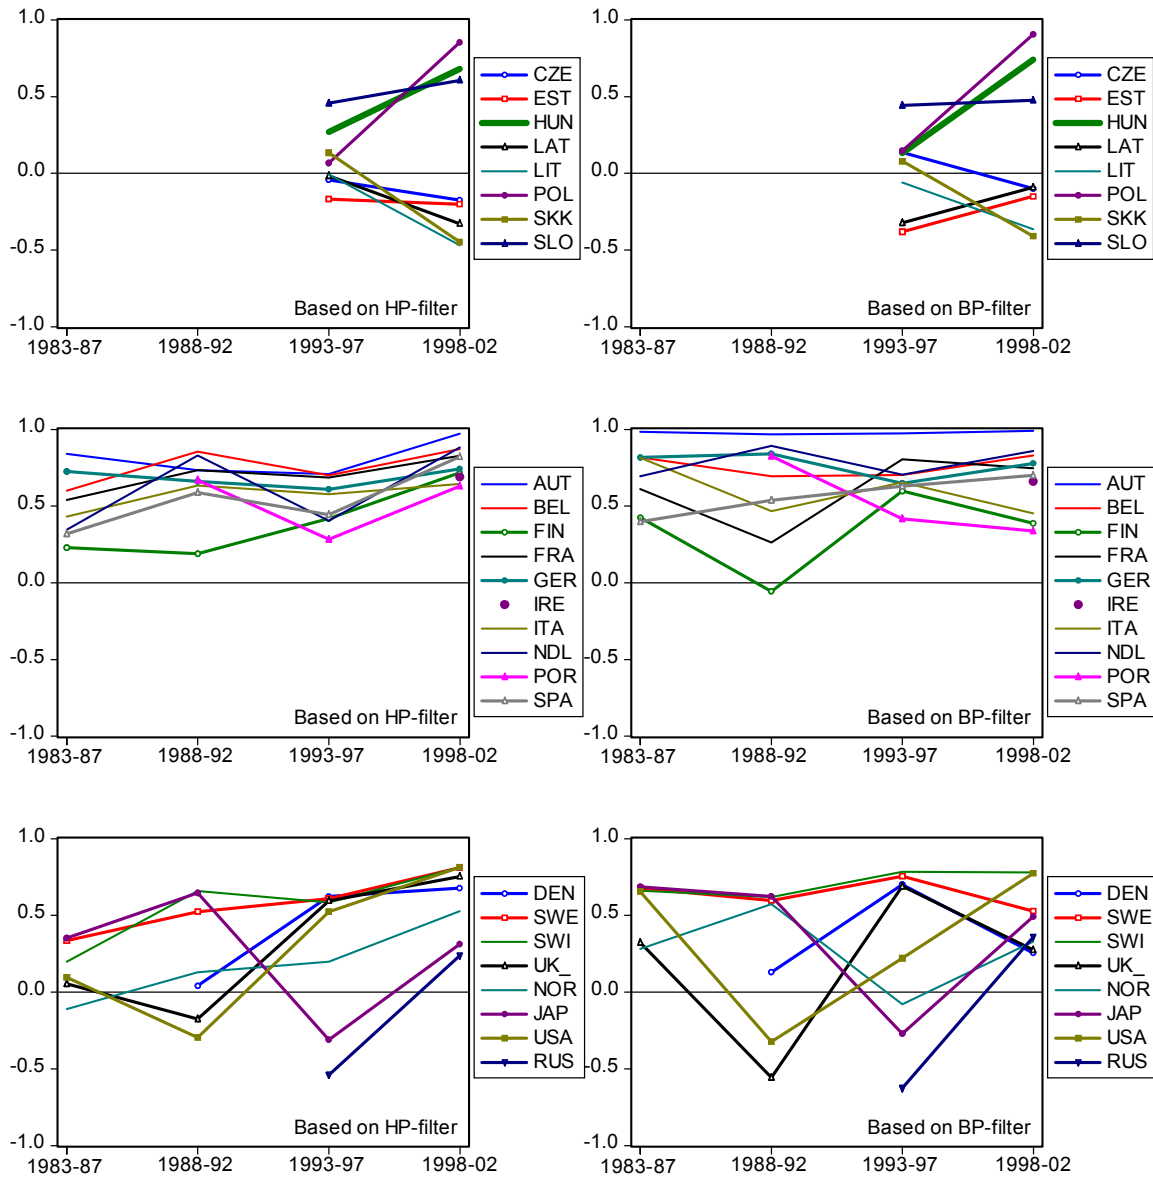 1.0
0.5
0.0
-0.5
-1.0
1983-87
1988-92
1993-97
1998-02
Based on HP-filter
CZE
EST
HUN
LAT
LIT
POL
SKK
SLO
1.0
0.5
0.0
-0.5
-1.0
1983-87
1988-92
1993-97
1998-02
Based on BP-filter
CZE
EST
HUN
LAT
LIT
POL
SKK
SLO
1.0
0.5
0.0
-0.5
-1.0
1983-87
1988-92
1993-97
1998-02
Based on HP-filter
AUT
BEL
FIN
FRA
GER
IRE
ITA
NDL
POR
SPA
1.0
0.5
0.0
-0.5
-1.0
1983-87
1988-92
1993-97
1998-02
Based on BP-filter
AUT
BEL
FIN
FRA
GER
IRE
ITA
NDL
POR
SPA
1.0
0.5
0.0
-0.5
-1.0
1983-87
1988-92
1993-97
1998-02
Based on HP-filter
DEN
SWE
SWI
UK_
NOR
JAP
USA
RUS
1.0
0.5
0.0
-0.5
-1.0
1983-87
1988-92
1993-97
1998-02
Based on BP-filter
DEN
SWE
SWI
UK_
NOR
JAP
USA
RUS